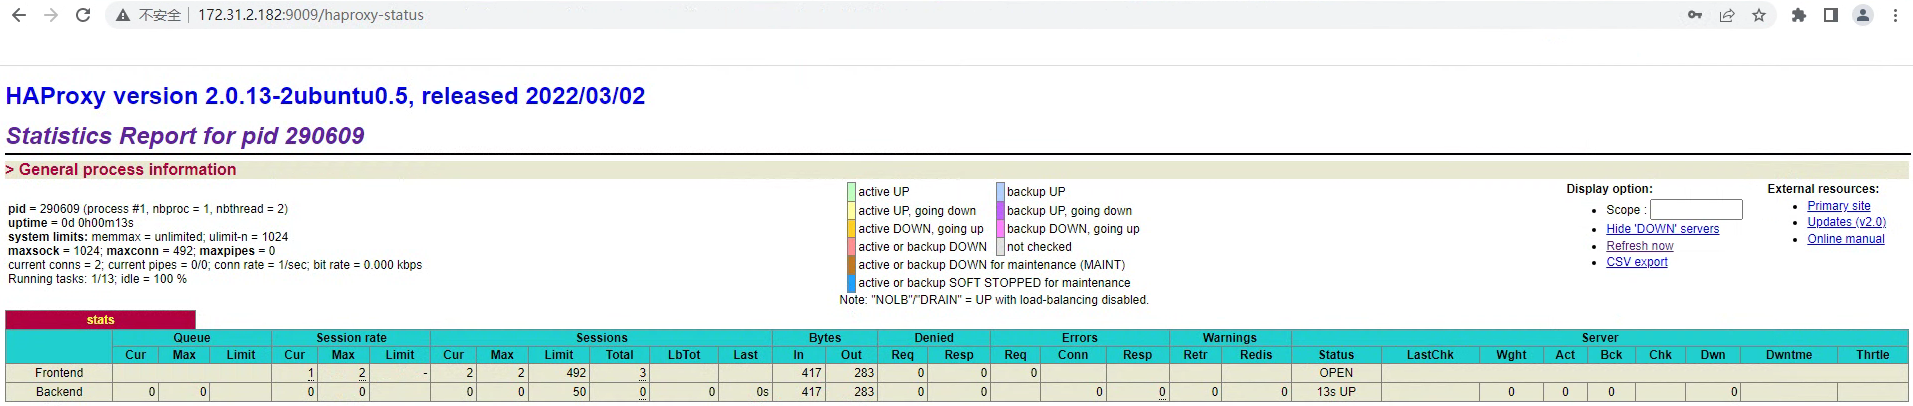 不安全 172.31.2.182:9009/haproxy-status
HAProxy version 2.0.13-2ubuntu0.5, released 2022/03/02
Statistics Report for pid 290609
> General process information
pid = 290609 (process #1, nbproc = 1, nbthread = 2)
uptime = 0d 0h00m13s
system limits: memmax = unlimited; ulimit-n = 1024
maxsock = 1024; maxconn = 492; maxpipes = 0
current conns = 2; current pipes = 0/0; conn rate = 1/sec; bit rate = 0.000 kbps
Running tasks: 1/13; idle = 100 %
active UP backup UP
active UP, going down backup UP, going down
active DOWN, going up backup DOWN, going up
active or backup DOWN not checked
active or backup DOWN for maintenance (MAINT)
active or backup SOFT STOPPED for maintenance
Note: "NOLB"/"DRAIN" = UP with load-balancing disabled.
Display option:
• Scope :
• Hide 'DOWN' servers
• Refresh now
• CSV export
External resources:
• Primary site
• Updates (v2.0)
• Online manual
stats
Queue Session rate Sessions Bytes Denied Errors Warnings Server
Cur Max Limit Cur Max Limit Cur Max Limit Total LbTot Last In Out Req Resp Req Conn Resp Retr Redis Status LastChk Wght Act Bck Chk Dwn Dwntme Thrtle
Frontend 1 2 - 2 2 492 3 417 283 0 0 0 OPEN
Backend 0 0 0 0 0 0 50 0 0 0s 417 283 0 0 0 0 0 0 13s UP 0 0 0 0